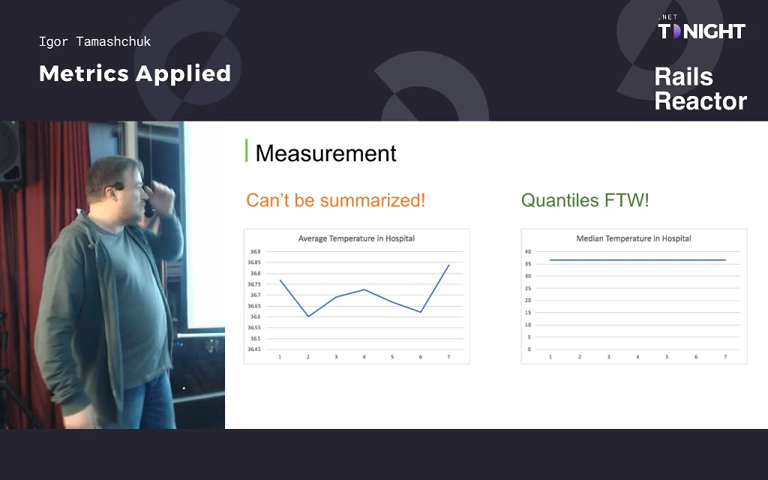 Igor Tamashchuk
Metrics Applied
.NET
TONIGHT
Rails
Reactor
Measurement
Can't be summarized!
Quantiles FTW!
Average Temperature in Hospital
36.9
36.85
36.8
36.75
36.7
36.65
36.6
36.55
36.5
36.45
1 2 3 4 5 6 7
Median Temperature in Hospital
40
35
30
25
20
15
10
5
0
1 2 3 4 5 6 7